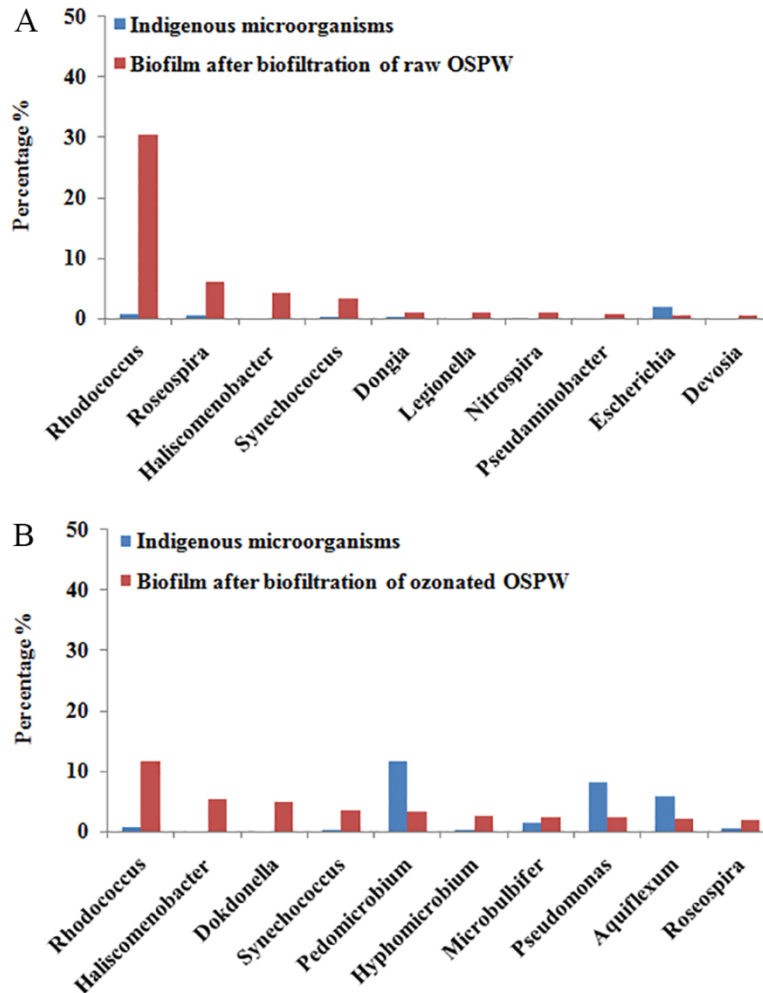 A
50
40
30
20
10
0
Percentage %
Indigenous microorganisms
Biofilm after biofiltration of raw OSPW
Rhodococcus
Roseospira
Haliscomenobacter
Synechococcus
Dongia
Legionella
Nitrospira
Pseudaminobacter
Escherichia
Devosia
B
50
40
30
20
10
0
Percentage %
Indigenous microorganisms
Biofilm after biofiltration of ozonated OSPW
Rhodococcus
Haliscomenobacter
Dokdonella
Synechococcus
Pedomicrobium
Hyphomicrobium
Microbulbifer
Pseudomonas
Aquiflexum
Roseospira